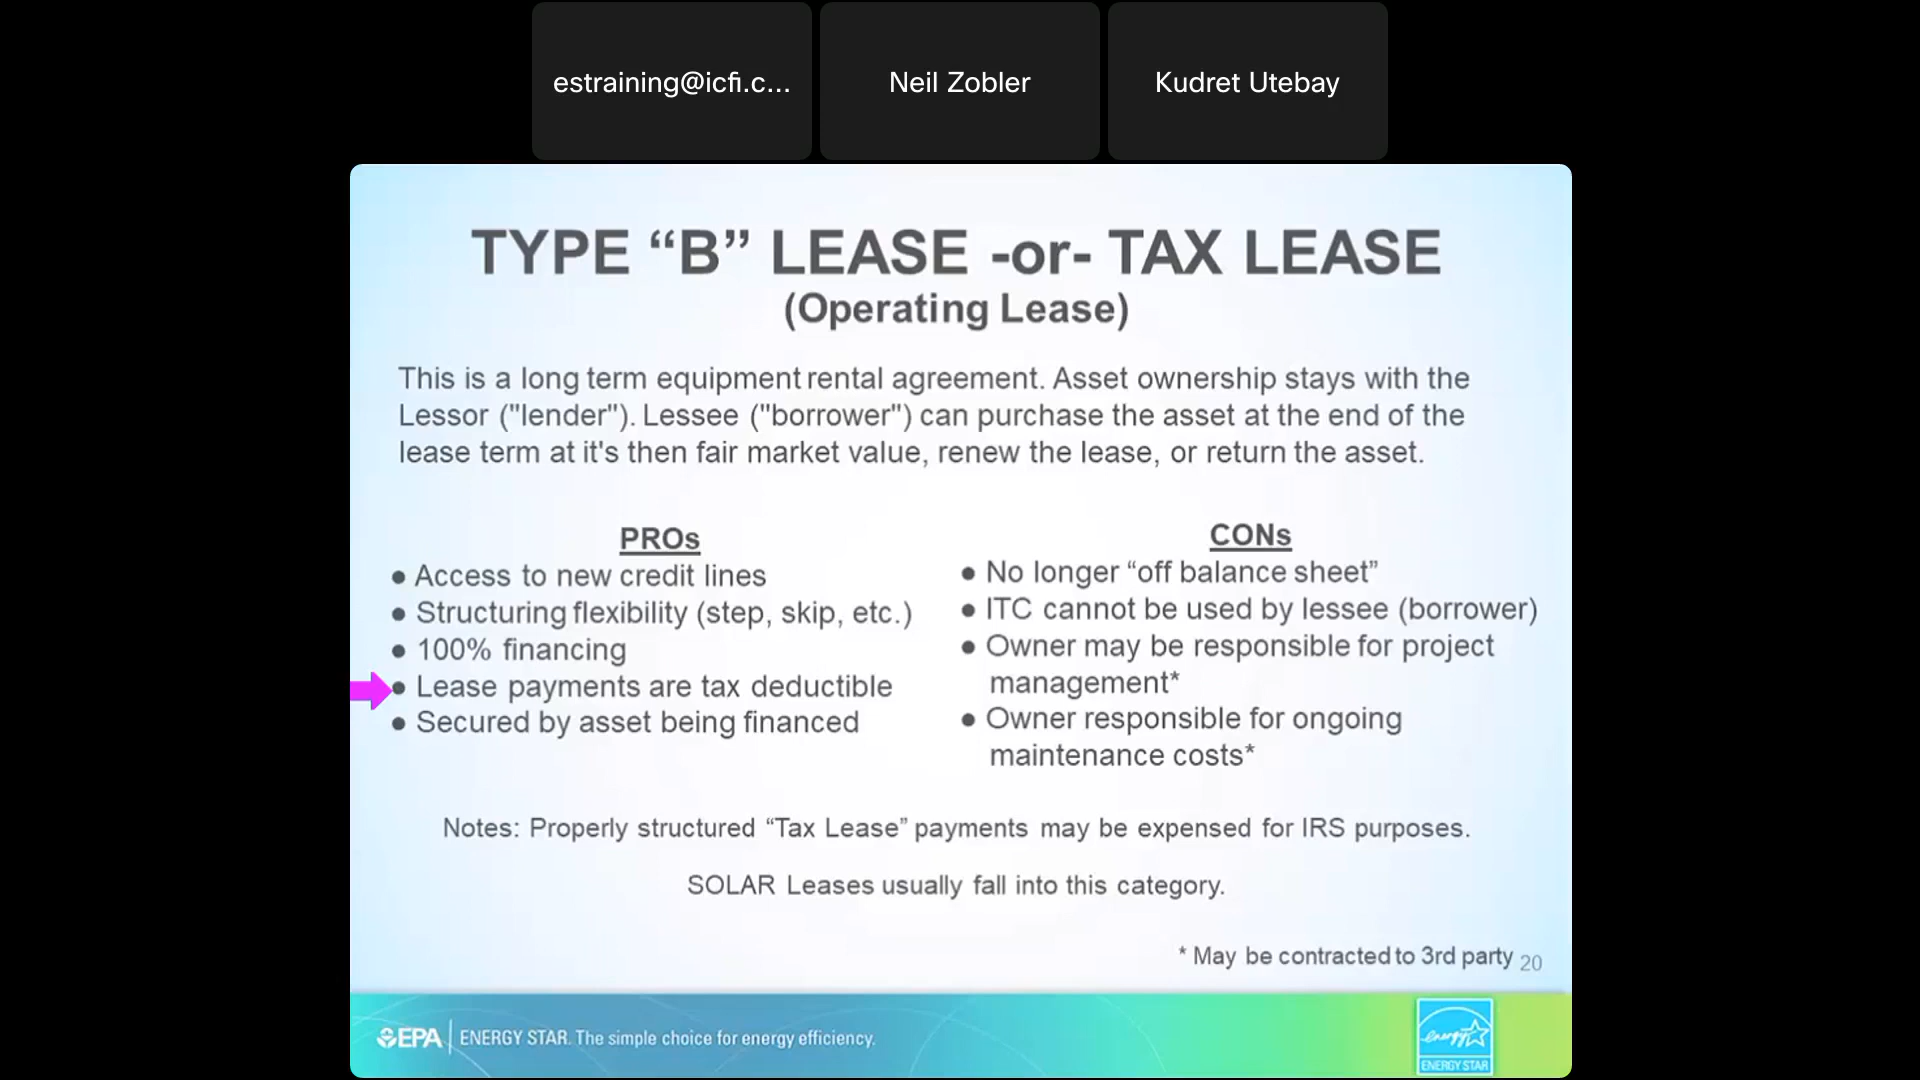 estraining@icfi.c...
Neil Zobler
Kudret Utebay
TYPE “B” LEASE -or- TAX LEASE
(Operating Lease)
This is a long term equipment rental agreement. Asset ownership stays with the
Lessor ("lender"). Lessee ("borrower") can purchase the asset at the end of the
lease term at it's then fair market value, renew the lease, or return the asset.
PROs
● Access to new credit lines
● Structuring flexibility (step, skip, etc.)
● 100% financing
● Lease payments are tax deductible
● Secured by asset being financed
CONs
● No longer “off balance sheet”
● ITC cannot be used by lessee (borrower)
● Owner may be responsible for project
management*
● Owner responsible for ongoing
maintenance costs*
Notes: Properly structured “Tax Lease” payments may be expensed for IRS purposes.
SOLAR Leases usually fall into this category.
* May be contracted to 3rd party
20
EPA
ENERGY STAR. The simple choice for energy efficiency.
energy
ENERGY STAR